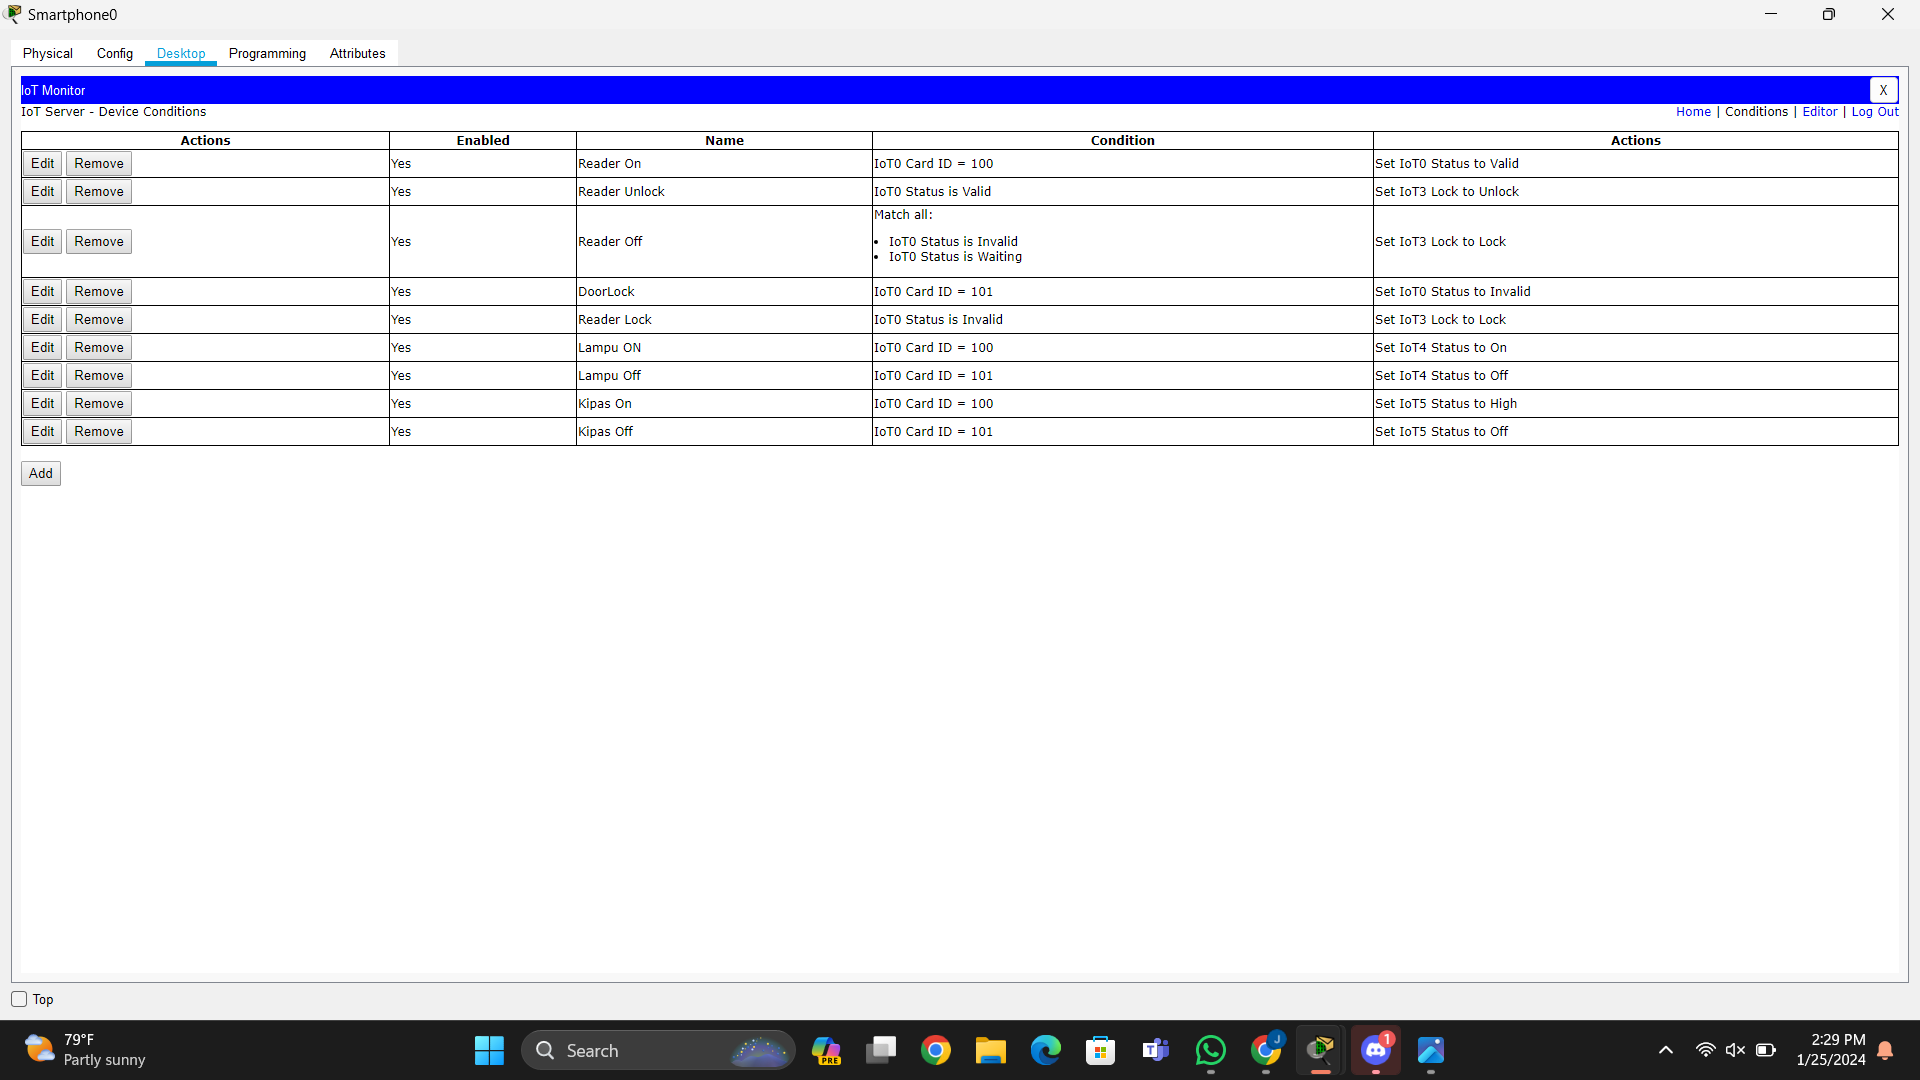 Smartphone0
Physical Config Desktop Programming Attributes
IoT Monitor X
IoT Server - Device Conditions Home | Conditions | Editor | Log Out
Actions Enabled Name Condition Actions
Edit Remove Yes Reader On IoT0 Card ID = 100 Set IoT0 Status to Valid
Edit Remove Yes Reader Unlock IoT0 Status is Valid Set IoT3 Lock to Unlock
Match all:
Edit Remove Yes Reader Off • IoT0 Status is Invalid Set IoT3 Lock to Lock
• IoT0 Status is Waiting
Edit Remove Yes DoorLock IoT0 Card ID = 101 Set IoT0 Status to Invalid
Edit Remove Yes Reader Lock IoT0 Status is Invalid Set IoT3 Lock to Lock
Edit Remove Yes Lampu ON IoT0 Card ID = 100 Set IoT4 Status to On
Edit Remove Yes Lampu Off IoT0 Card ID = 101 Set IoT4 Status to Off
Edit Remove Yes Kipas On IoT0 Card ID = 100 Set IoT5 Status to High
Edit Remove Yes Kipas Off IoT0 Card ID = 101 Set IoT5 Status to Off
Add
Top
79°F
Partly sunny
Search
PRE
J
1
2:29 PM
1/25/2024